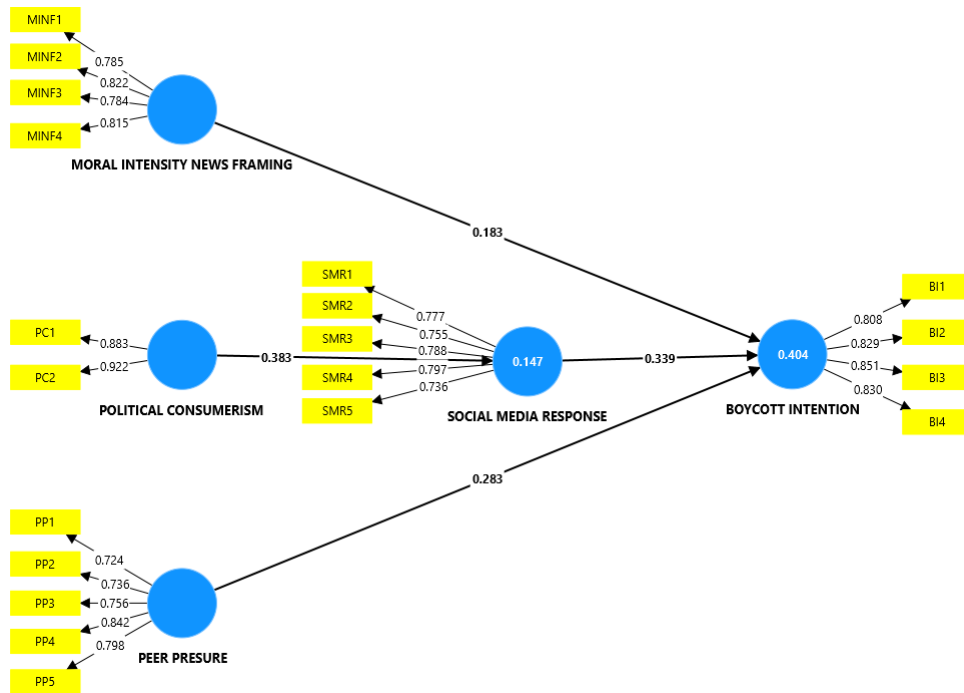 MINF1
MINF2
MINF3
MINF4
0.785
0.822
0.784
0.815
MORAL INTENSITY NEWS FRAMING
0.183
PC1
PC2
0.883
0.922
POLITICAL CONSUMERISM
0.383
SMR1
SMR2
SMR3
SMR4
SMR5
0.777
0.755
0.788
0.797
0.736
0.147
SOCIAL MEDIA RESPONSE
0.339
0.404
BOYCOTT INTENTION
0.808
0.829
0.851
0.830
BI1
BI2
BI3
BI4
0.283
PP1
PP2
PP3
PP4
PP5
0.724
0.736
0.756
0.842
0.798
PEER PRESURE